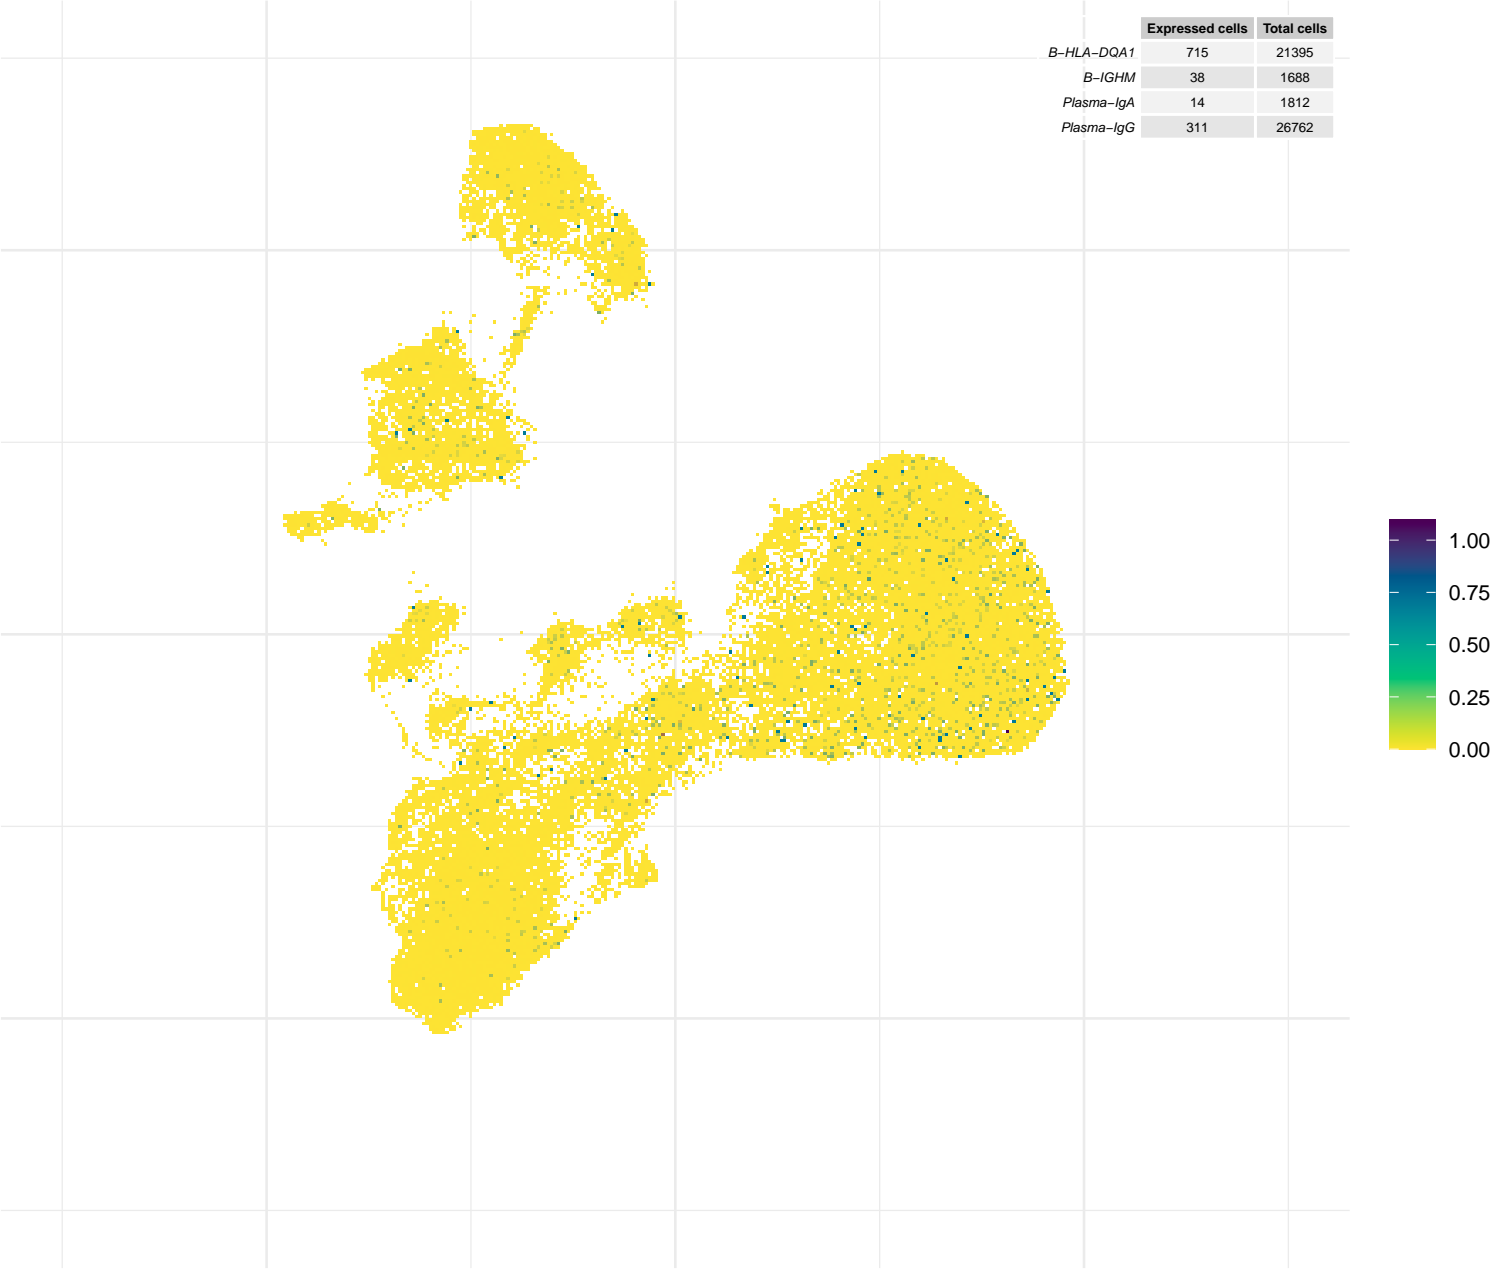 Expressed cells Total cells
B−HLA−DQA1 715 21395
B−IGHM 38 1688
Plasma−IgA 14 1812
Plasma−IgG 311 26762
1.00
0.75
0.50
0.25
0.00